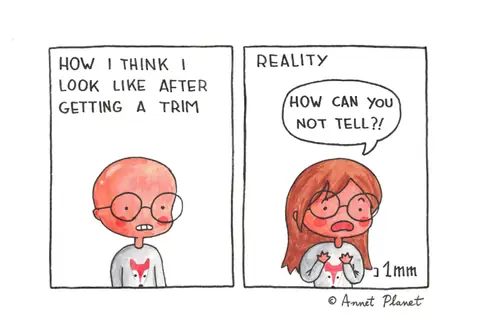 HOW I THINK I
LOOK LIKE AFTER
GETTING A TRIM
REALITY
HOW CAN YOU
NOT TELL?!
1mm
© Annet Planet